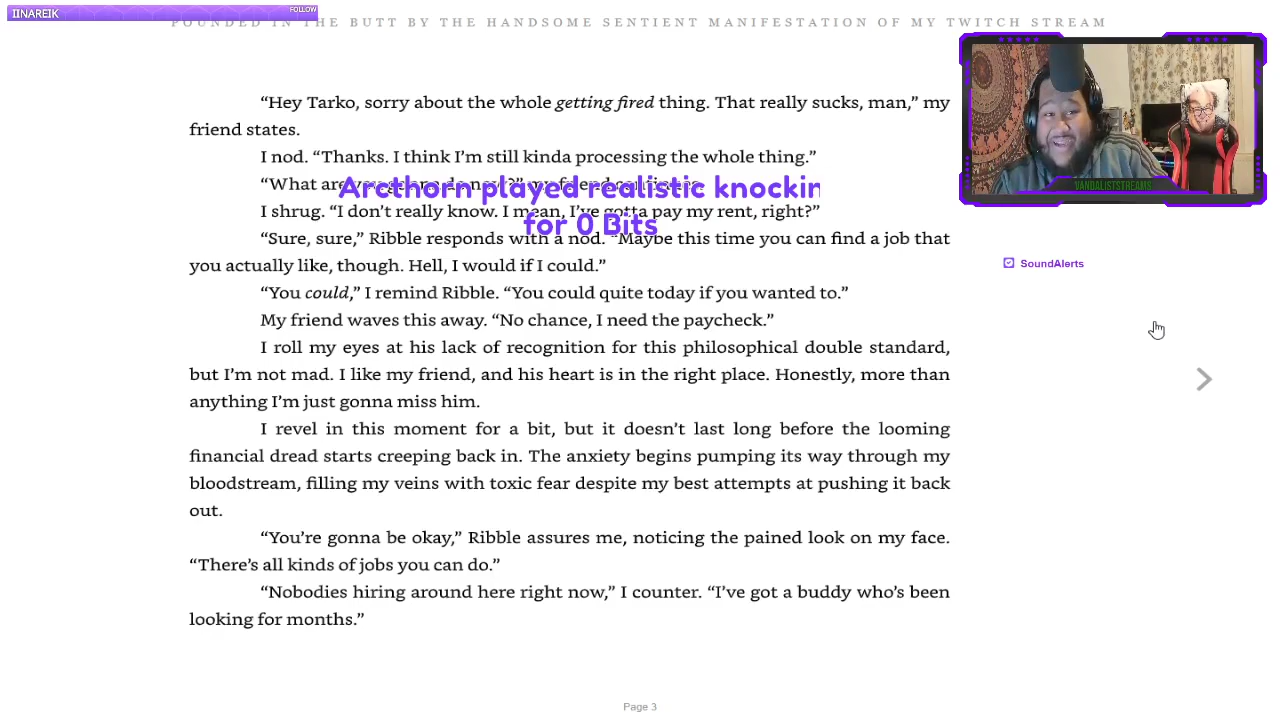 IINAREIK
FOLLOW
POUNDED IN THE BUTT BY THE HANDSOME SENTIENT MANIFESTATION OF MY TWITCH STREAM
“Hey Tarko, sorry about the whole getting fired thing. That really sucks, man,” my
friend states.
I nod. “Thanks. I think I’m still kinda processing the whole thing.”
“What are you gonna do now?” my friend continues.
Arcthorn played realistic knockin
I shrug. “I don’t really know. I mean, I’ve gotta pay my rent, right?”
for 0 Bits
“Sure, sure,” Ribble responds with a nod. “Maybe this time you can find a job that
you actually like, though. Hell, I would if I could.”
“You could,” I remind Ribble. “You could quite today if you wanted to.”
My friend waves this away. “No chance, I need the paycheck.”
I roll my eyes at his lack of recognition for this philosophical double standard,
but I’m not mad. I like my friend, and his heart is in the right place. Honestly, more than
anything I’m just gonna miss him.
I revel in this moment for a bit, but it doesn’t last long before the looming
financial dread starts creeping back in. The anxiety begins pumping its way through my
bloodstream, filling my veins with toxic fear despite my best attempts at pushing it back
out.
“You’re gonna be okay,” Ribble assures me, noticing the pained look on my face.
“There’s all kinds of jobs you can do.”
“Nobodies hiring around here right now,” I counter. “I’ve got a buddy who’s been
looking for months.”
Page 3
VANDALISTSTREAMS
SoundAlerts